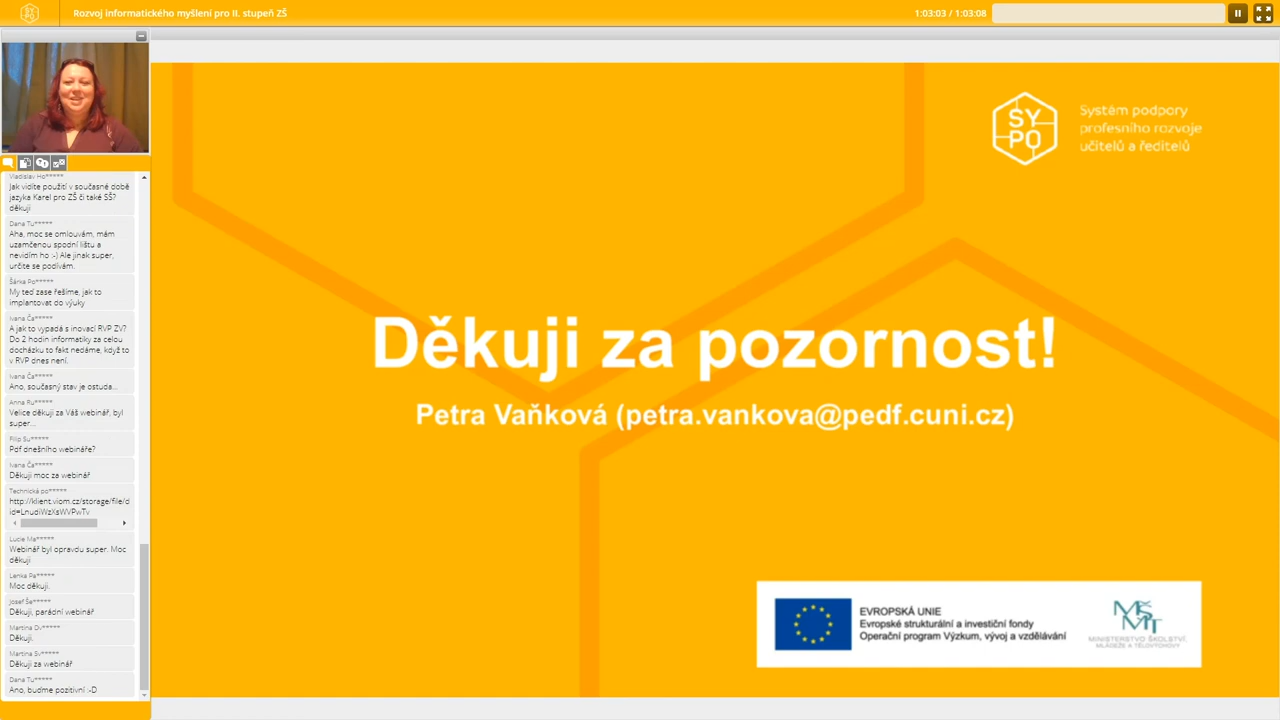 Rozvoj informatického myšlení pro II. stupeň ZŠ
1:03:03 / 1:03:08
Vladislav Ho*****
Jak vidíte použití v současné době
jazyka Karel pro ZŠ či také SŠ?
děkuji
Dana Tu*****
Aha, moc se omlouvám, mám
uzamčenou spodní lištu a
nevidím ho :-) Ale jinak super,
určite se podívám.
Šárka Po*****
My teď zase řešíme, jak to
implantovat do výuky
Ivana Ča*****
A jak to vypadá s inovací RVP ZV?
Do 2 hodin informatiky za celou
docházku to fakt nedáme, když to
v RVP dnes není.
Ivana Ča*****
Ano, současný stav je ostuda...
Anna Ru*****
Velice děkuji za Váš webinář, byl
super...
Filip Su*****
Pdf dnešního webináře?
Ivana Ča*****
Děkuji moc za webinář
Technická po*****
http://klient.viom.cz/storage/file/d
id=LnudiWzXsWVPwTv
Lucie Ma*****
Webinář byl opravdu super. Moc
děkuji
Lenka Pa*****
Moc děkuji.
Josef Še*****
Děkuji, parádní webinář
Martina Dv*****
Děkuji.
Martina Sv*****
Děkuji za webinář
Dana Tu*****
Ano, buďme pozitivní :-D
SY
PO
Systém podpory
profesního rozvoje
učitelů a ředitelů
Děkuji za pozornost!
Petra Vaňková (petra.vankova@pedf.cuni.cz)
EVROPSKÁ UNIE
Evropské strukturální a investiční fondy
Operační program Výzkum, vývoj a vzdělávání
MŠMT
MINISTERSTVO ŠKOLSTVÍ,
MLÁDEŽE A TĚLOVÝCHOVY